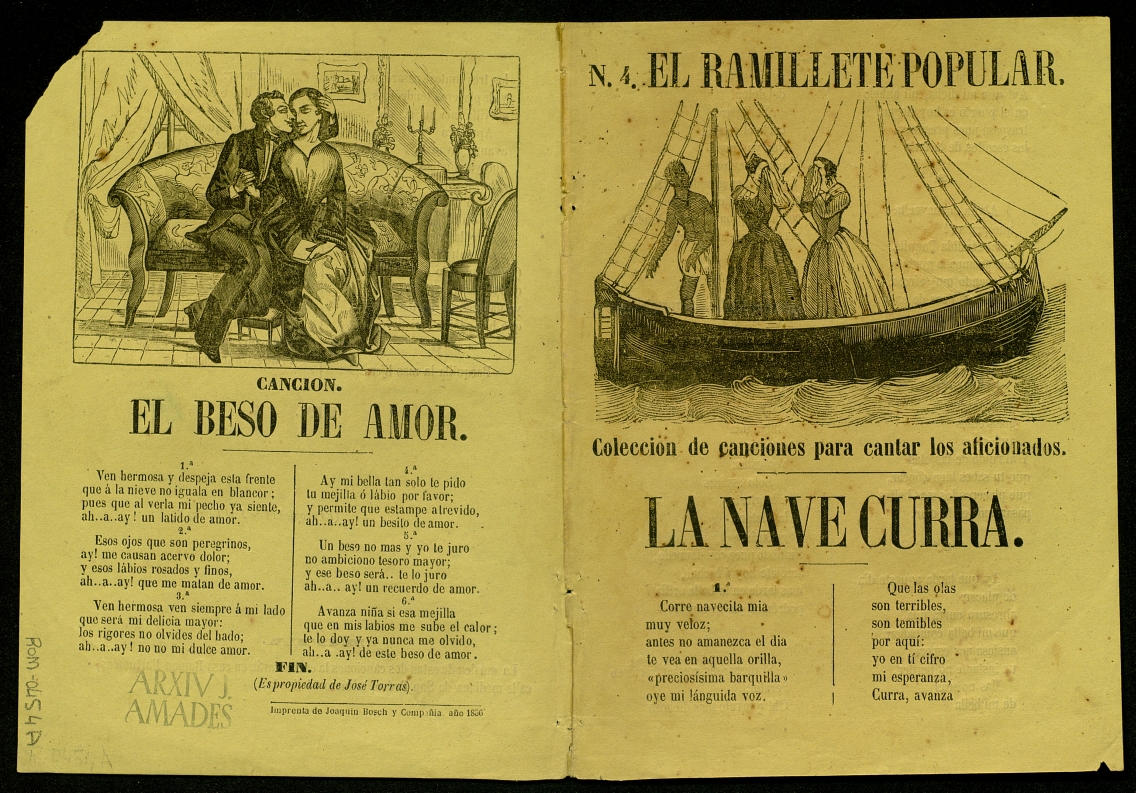 CANCION.
EL BESO DE AMOR.
1.ª
Ven hermosa y despeja esta frente
que á la nieve no iguala en blancor;
pues que al verla mi pecho ya siente,
ah..a..ay! un latido de amor.
2.ª
Esos ojos que son peregrinos,
ay! me causan acervo dolor;
y esos lábios rosados y finos,
ah..a..ay! que me matan de amor.
3.ª
Ven hermosa ven siempre á mi lado
que será mi delicia mayor:
los rigores no olvides del hado;
ah..a..ay! no no mi dulce amor.
4.ª
Ay mi bella tan solo te pido
tu mejilla ó lábio por favor;
y permite que estampe atrevido,
ah..a..ay! un besito de amor.
5.ª
Un beso no mas y yo te juro
no ambiciono tesoro mayor;
y ese beso será.. te lo juro
ah..a.. ay! un recuerdo de amor.
6.ª
Avanza niña si esa mejilla
que en mis labios me sube el calor;
te lo doy y ya nunca me olvido,
ah..a .ay! de este beso de amor.
FIN.
(Es propiedad de José Torras).
Imprenta de Joaquin Bosch y Compañia. año 1856
ARXIV J.
AMADES
ROM-0454A
N. 4. EL RAMILLETE POPULAR.
Coleccion de canciones para cantar los aficionados.
LA NAVE CURRA.
1.ª
Corre navecita mia
muy veloz;
antes no amanezca el dia
te vea en aquella orilla,
«preciosísima barquilla»
oye mi lánguida voz.
Que las olas
son terribles,
son temibles
por aquí:
yo en tí cifro
mi esperanza,
Curra, avanza